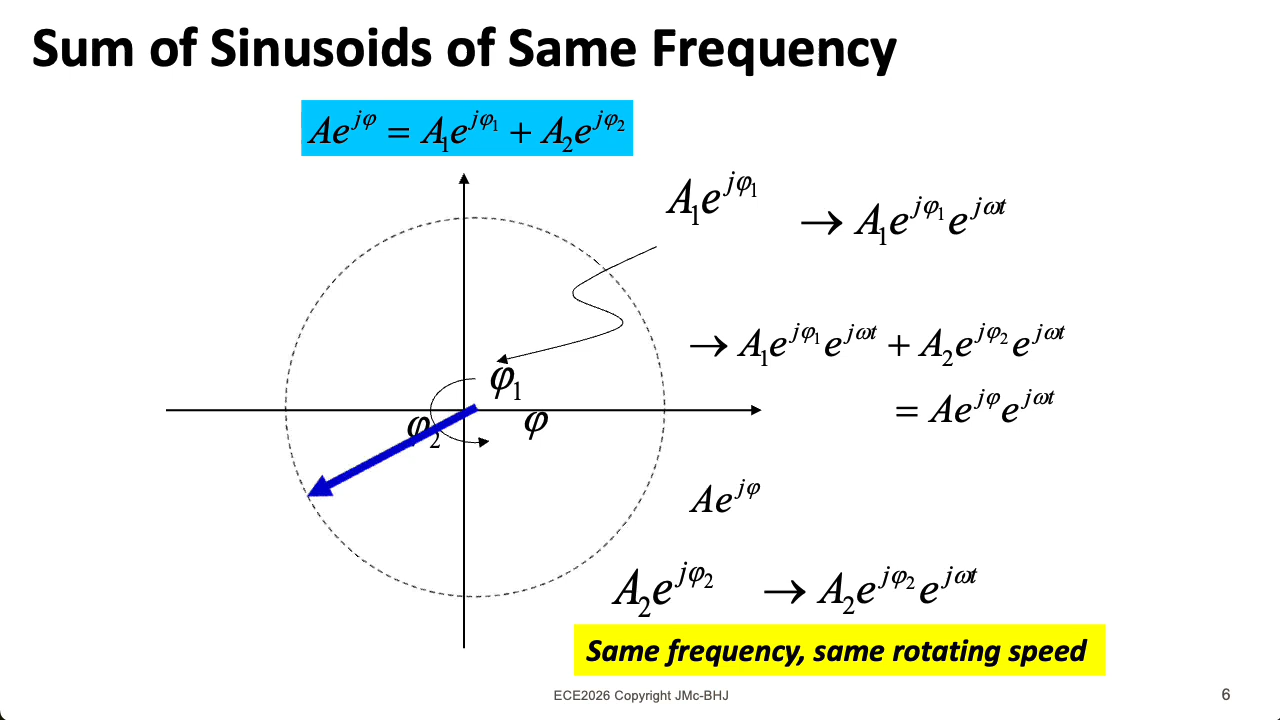 Sum of Sinusoids of Same Frequency
Ae^{jφ} = A₁e^{jφ₁} + A₂e^{jφ₂}
A₁e^{jφ₁} → A₁e^{jφ₁}e^{jωt}
→ A₁e^{jφ₁}e^{jωt} + A₂e^{jφ₂}e^{jωt}
φ₁
= Ae^{jφ}e^{jωt}
φ₂ φ
Ae^{jφ}
A₂e^{jφ₂} → A₂e^{jφ₂}e^{jωt}
Same frequency, same rotating speed
ECE2026 Copyright JMc-BHJ
6